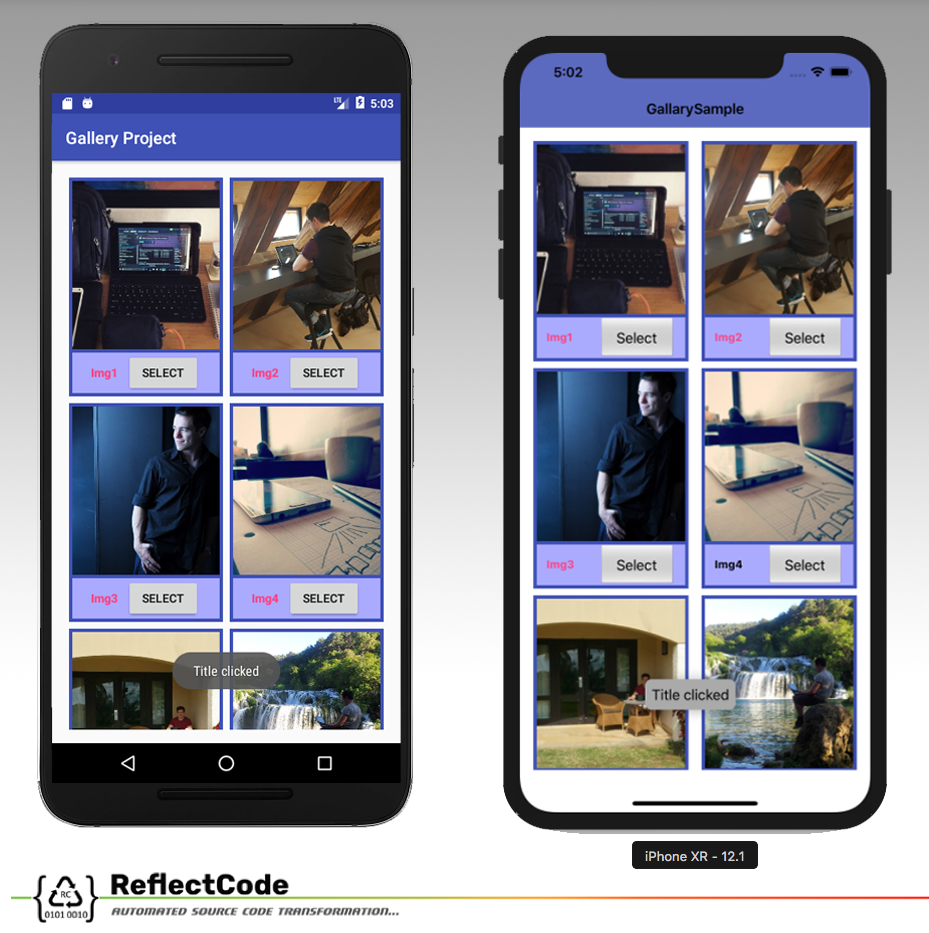 5:03
Gallery Project
Img1 SELECT
Img2 SELECT
Img3 SELECT
Img4 SELECT
Title clicked
5:02
GallarySample
Img1 Select
Img2 Select
Img3 Select
Img4 Select
Title clicked
iPhone XR - 12.1
RC
0101 0010
ReflectCode
AUTOMATED SOURCE CODE TRANSFORMATION...